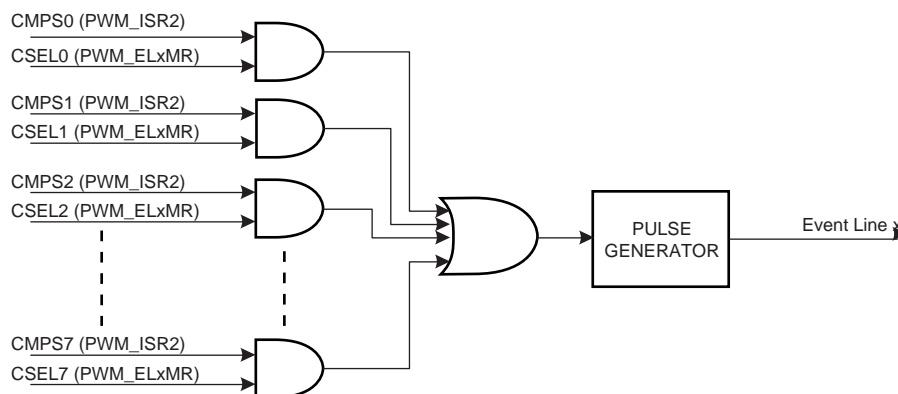 CMPS0 (PWM_ISR2)
CSEL0 (PWM_ELxMR)
CMPS1 (PWM_ISR2)
CSEL1 (PWM_ELxMR)
CMPS2 (PWM_ISR2)
CSEL2 (PWM_ELxMR)
CMPS7 (PWM_ISR2)
CSEL7 (PWM_ELxMR)
PULSE
GENERATOR
Event Line x